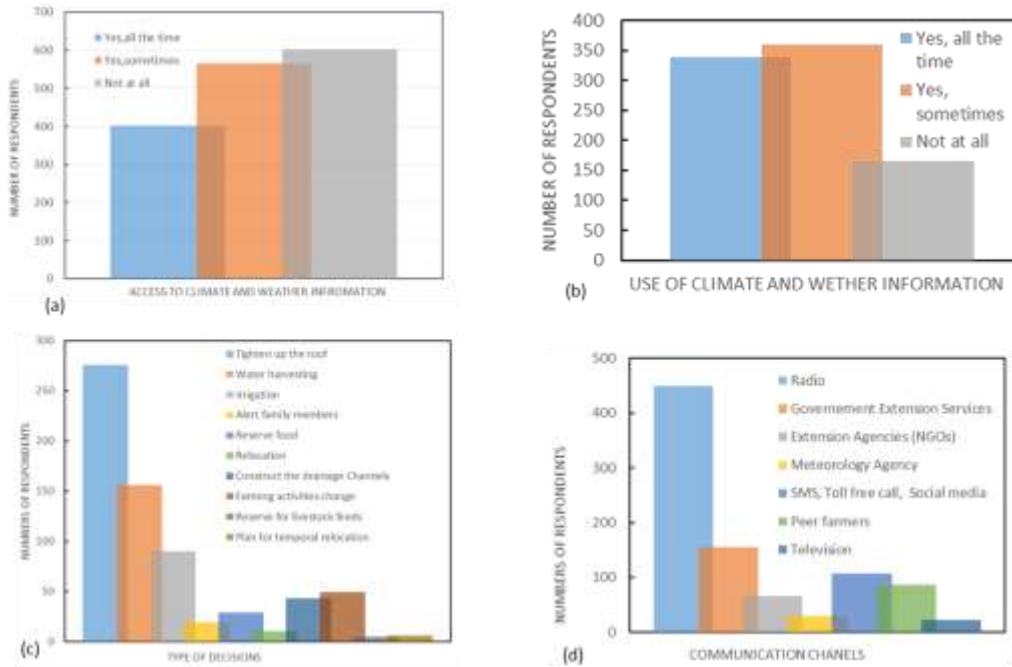 700
600
500
400
300
200
100
0
NUMBER OF RESPONDENTS
Yes,all the time
Yes,sometimes
Not at all
ACCESS TO CLIMATE AND WEATHER INFROMATION
(a)
400
350
300
250
200
150
100
50
0
NUMBER OF RESPONDENTS
Yes, all the
time
Yes,
sometimes
Not at all
USE OF CLIMATE AND WETHER INFORMATION
(b)
300
250
200
150
100
50
0
NUMBERS OF RESPONDENTS
Tighten up the roof
Water harvesting
Irrigation
Alert family members
Reserve food
Relocation
Construct the deanage Channels
Farming activities change
Reserve for livestock feeds
Plan for temporal relocation
TYPE OF DECISIONS
(c)
500
400
300
200
100
0
NUMBERS OF RESPONDENTS
Radio
Governement Extension Services
Extension Agencies (NGOs)
Meteorology Agency
SMS, Toll free call, Social media
Peer farmers
Television
COMMUNICATION CHANELS
(d)